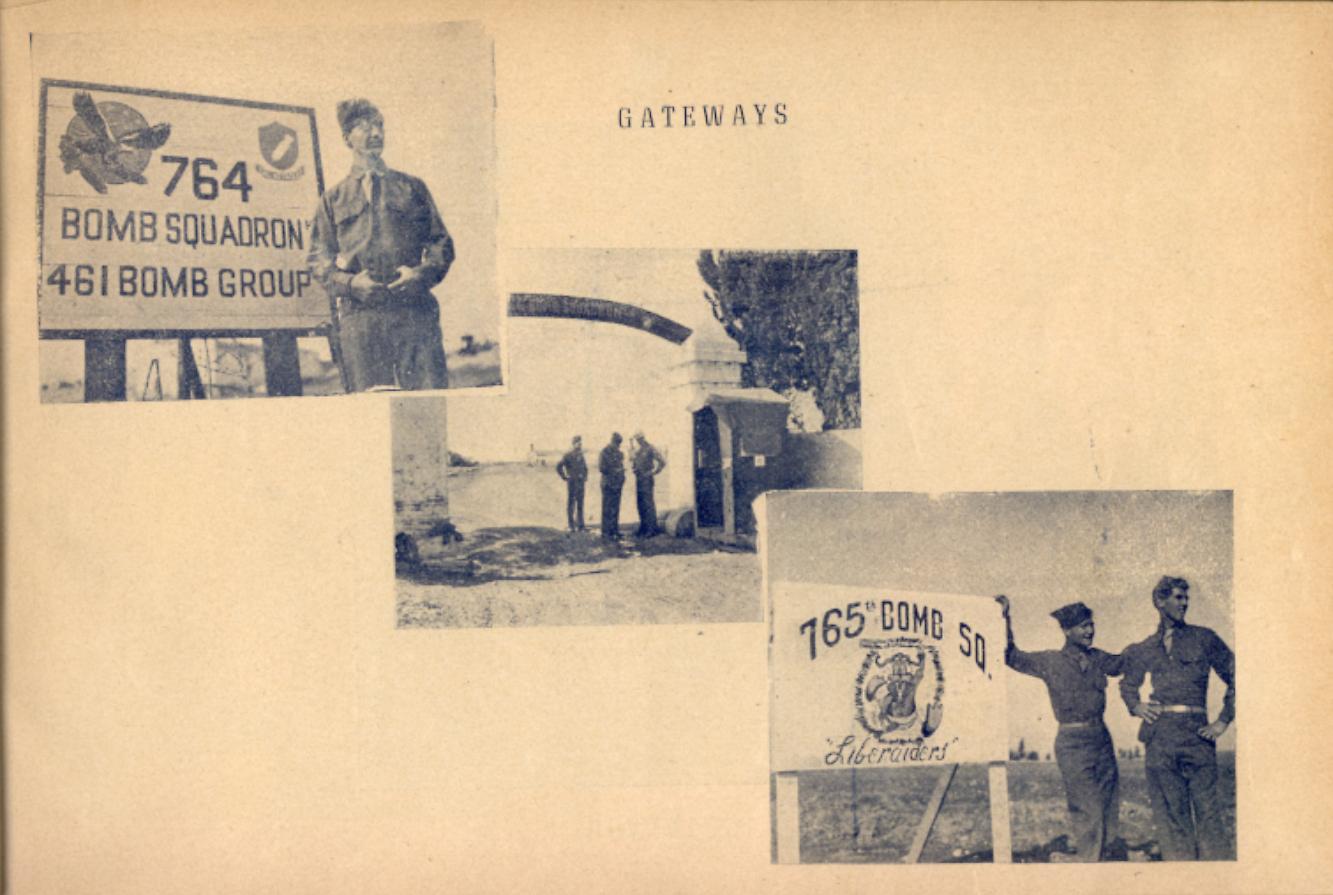 GATEWAYS
764
BOMB SQUADRON
461 BOMB GROUP
765th BOMB SQ.
"Liberaiders"